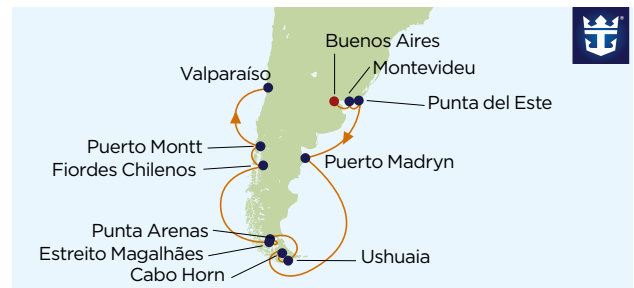 Buenos Aires
Valparaíso
Montevideu
Punta del Este
Puerto Montt
Puerto Madryn
Fiordes Chilenos
Punta Arenas
Estreito Magalhães
Ushuaia
Cabo Horn